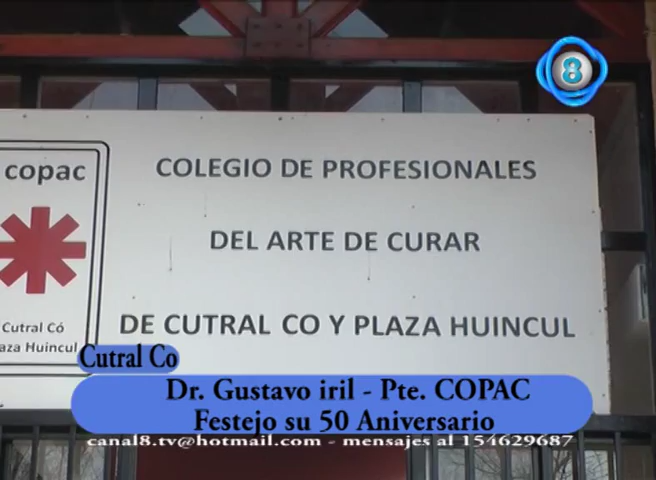 8
copac
COLEGIO DE PROFESIONALES
DEL ARTE DE CURAR
DE CUTRAL CO Y PLAZA HUINCUL
Cutral Có
aza Huincul
Cutral Co
Dr. Gustavo iril - Pte. COPAC
Festejo su 50 Aniversario
canal8.tv@hotmail.com - mensajes al 154629687